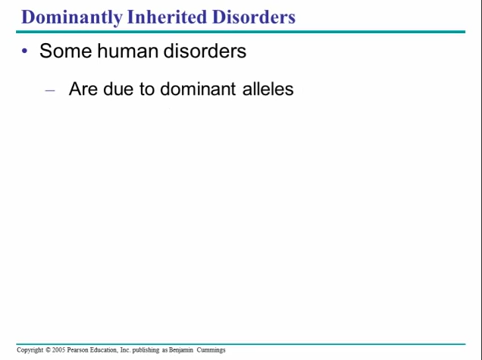 Dominantly Inherited Disorders
• Some human disorders
– Are due to dominant alleles
Copyright © 2005 Pearson Education, Inc. publishing as Benjamin Cummings